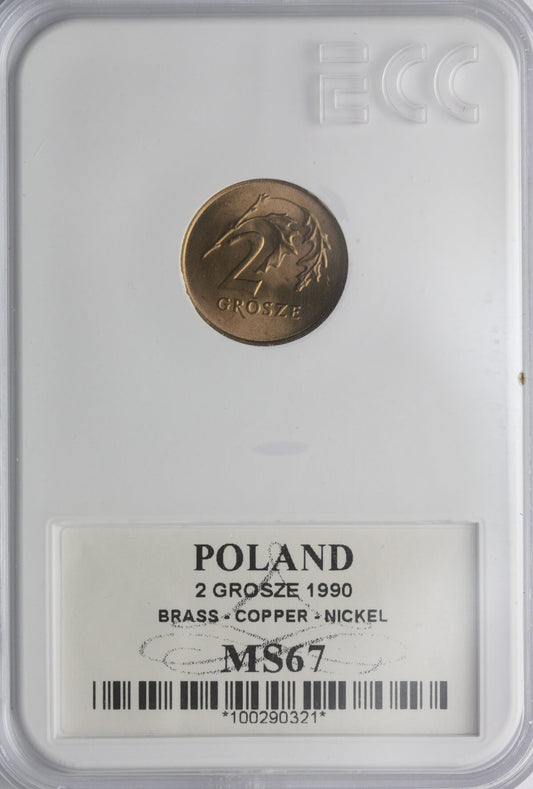 ECC
2
GROSZE
POLAND
2 GROSZE 1990
BRASS - COPPER - NICKEL
MS67
*100290321*